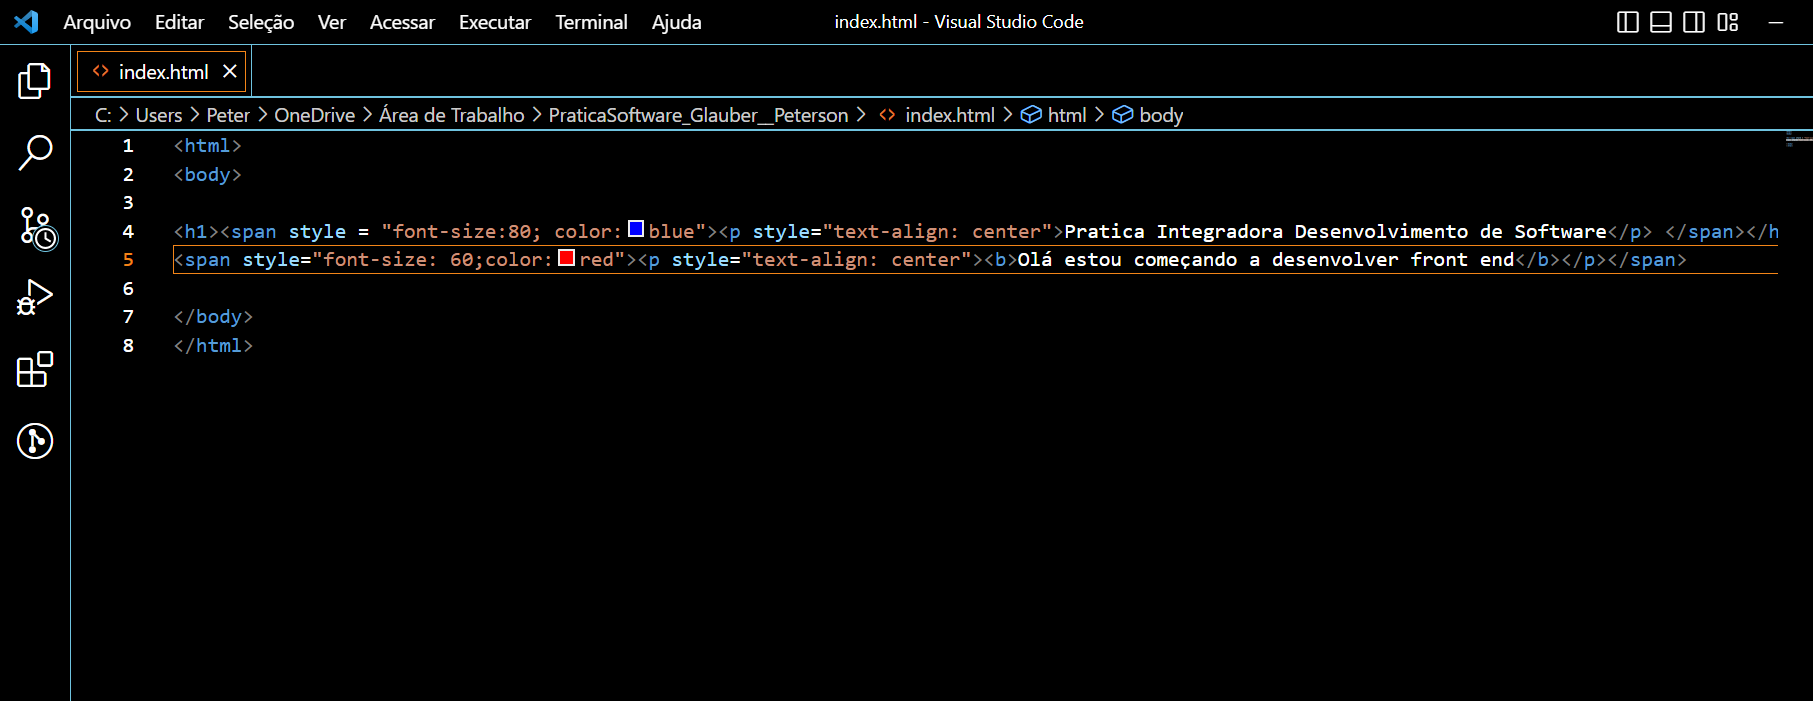 Arquivo Editar Seleção Ver Acessar Executar Terminal Ajuda index.html - Visual Studio Code
index.html
C: > Users > Peter > OneDrive > Área de Trabalho > PraticaSoftware_Glauber__Peterson > <> index.html > html > body
1 <html>
2 <body>
3
4 <h1><span style = "font-size:80; color:blue"><p style="text-align: center">Pratica Integradora Desenvolvimento de Software</p> </span></h
5 <span style="font-size: 60;color:red"><p style="text-align: center"><b>Olá estou começando a desenvolver front end</b></p></span>
6
7 </body>
8 </html>